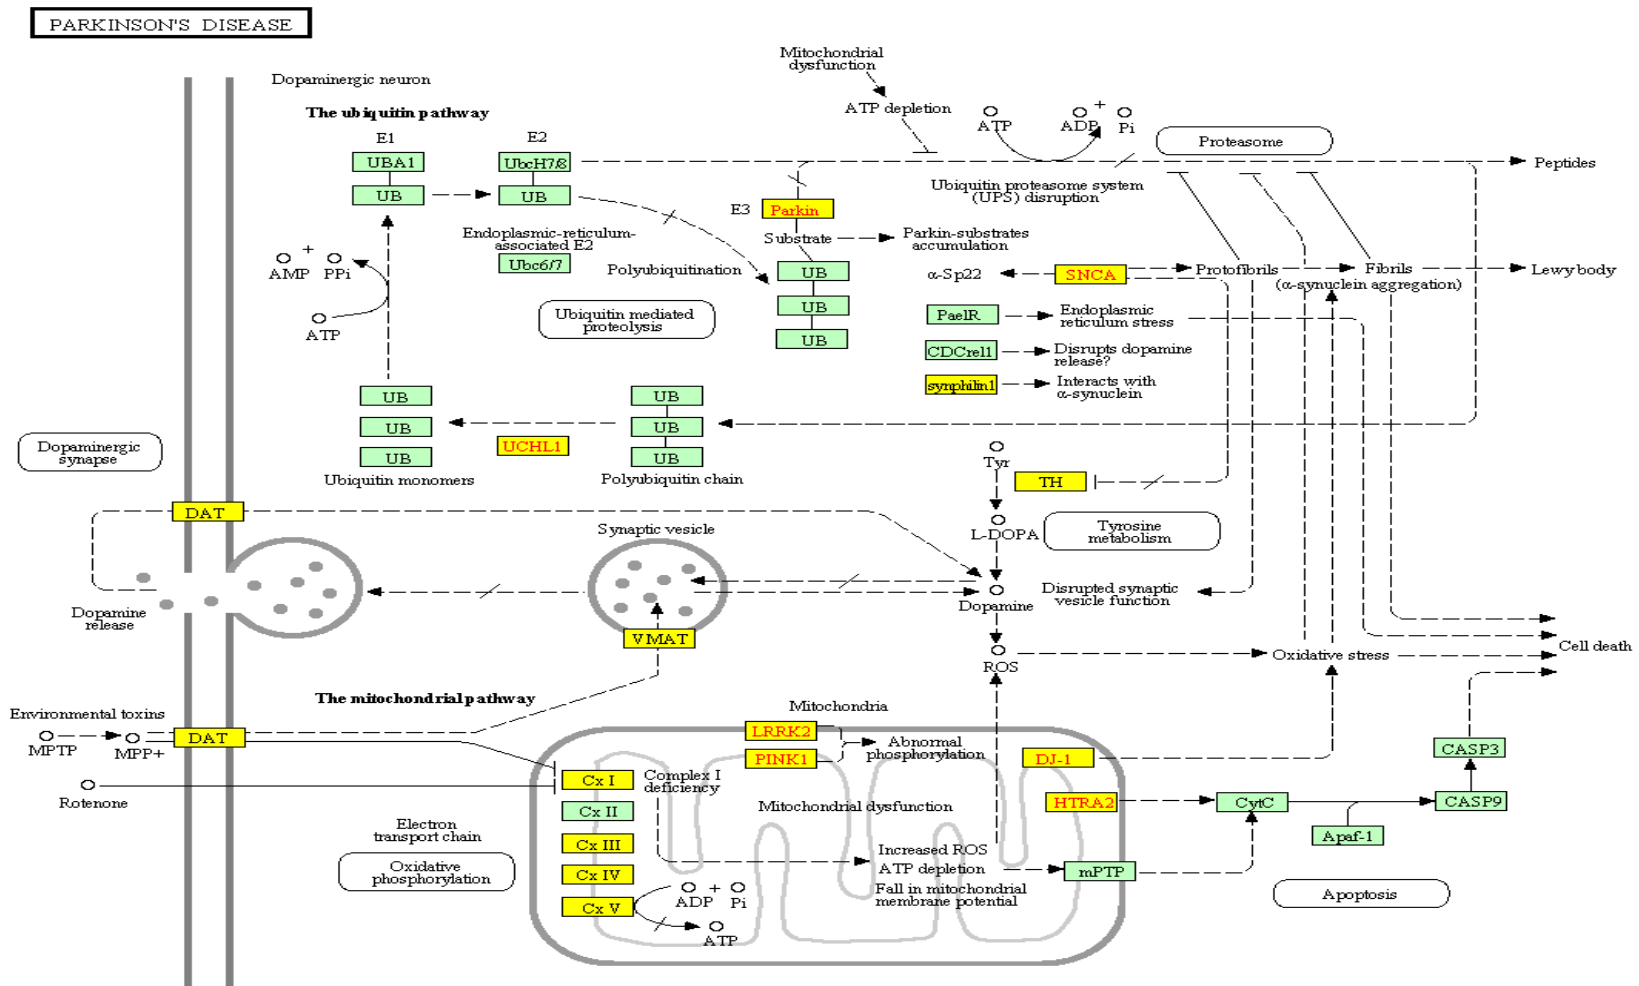 PARKINSON'S DISEASE
Dopaminergic neuron
The ubiquitin pathway
E1
E2
UBA1
UbcH7/8
UB
UB
Mitochondrial
dysfunction
ATP depletion
ATP
ADP
+
Pi
Proteasome
Peptides
Ubiquitin proteasome system
(UPS) disruption
E3
Parkin
Substrate
Parkin-substrates
accumulation
Endoplasmic-reticulum-
associated E2
Ubc6/7
Polyubiquitination
UB
UB
UB
AMP
+
PPi
ATP
Ubiquitin mediated
proteolysis
α-Sp22
SNCA
Protofibrils
Fibrils
(α-synuclein aggregation)
Lewy body
PaelR
Endoplasmic
reticulum stress
CDCrel1
Disrupts dopamine
release?
synphilin1
Interacts with
α-synuclein
UB
UB
UB
Ubiquitin monomers
UCHL1
UB
UB
UB
Polyubiquitin chain
Dopaminergic
synapse
DAT
Tyr
TH
L-DOPA
Tyrosine
metabolism
Synaptic vesicle
Dopamine
Disrupted synaptic
vesicle function
Dopamine
release
VMAT
ROS
Oxidative stress
Cell death
The mitochondrial pathway
Environmental toxins
MPTP
MPP+
DAT
Rotenone
Mitochondria
LRRK2
PINK1
Abnormal
phosphorylation
DJ-1
HTRA2
CytC
CASP3
CASP9
Apaf-1
Cx I
Complex I
deficiency
Cx II
Cx III
Cx IV
Cx V
Mitochondrial dysfunction
Electron
transport chain
Oxidative
phosphorylation
Increased ROS
ATP depletion
Fall in mitochondrial
membrane potential
mPTP
ADP
+
Pi
ATP
Apoptosis